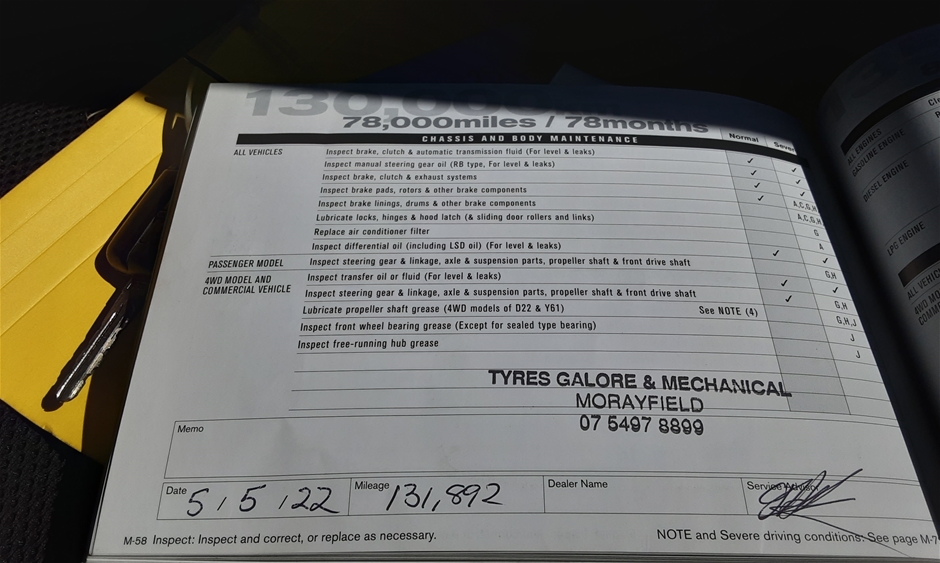 130,000
78,000miles / 78months
CHASSIS AND BODY MAINTENANCE Normal
ALL VEHICLES Inspect brake, clutch & automatic transmission fluid (For level & leaks) ✓ ✓
Inspect manual steering gear oil (RB type, For level & leaks) ✓ ✓
Inspect brake, clutch & exhaust systems ✓ ✓
Inspect brake pads, rotors & other brake components ✓ A,C,G,H
Inspect brake linings, drums & other brake components A,C,G,H
Lubricate locks, hinges & hood latch (& sliding door rollers and links) G
Replace air conditioner filter A
Inspect differential oil (including LSD oil) (For level & leaks) ✓ ✓
PASSENGER MODEL Inspect steering gear & linkage, axle & suspension parts, propeller shaft & front drive shaft G,H
4WD MODEL AND Inspect transfer oil or fluid (For level & leaks) ✓ ✓
COMMERCIAL VEHICLE Inspect steering gear & linkage, axle & suspension parts, propeller shaft & front drive shaft ✓ G,H
Lubricate propeller shaft grease (4WD models of D22 & Y61) See NOTE (4) G,H,J
Inspect front wheel bearing grease (Except for sealed type bearing) J
Inspect free-running hub grease J
TYRES GALORE & MECHANICAL
MORAYFIELD
07 5497 8899
Memo
Date 5/5/22 Mileage 131,892 Dealer Name Service Advisor
M-58 Inspect: Inspect and correct, or replace as necessary. NOTE and Severe driving conditions: See page M-7
ALL ENGINES
GASOLINE ENGINE
DIESEL ENGINE
LPG ENGINE